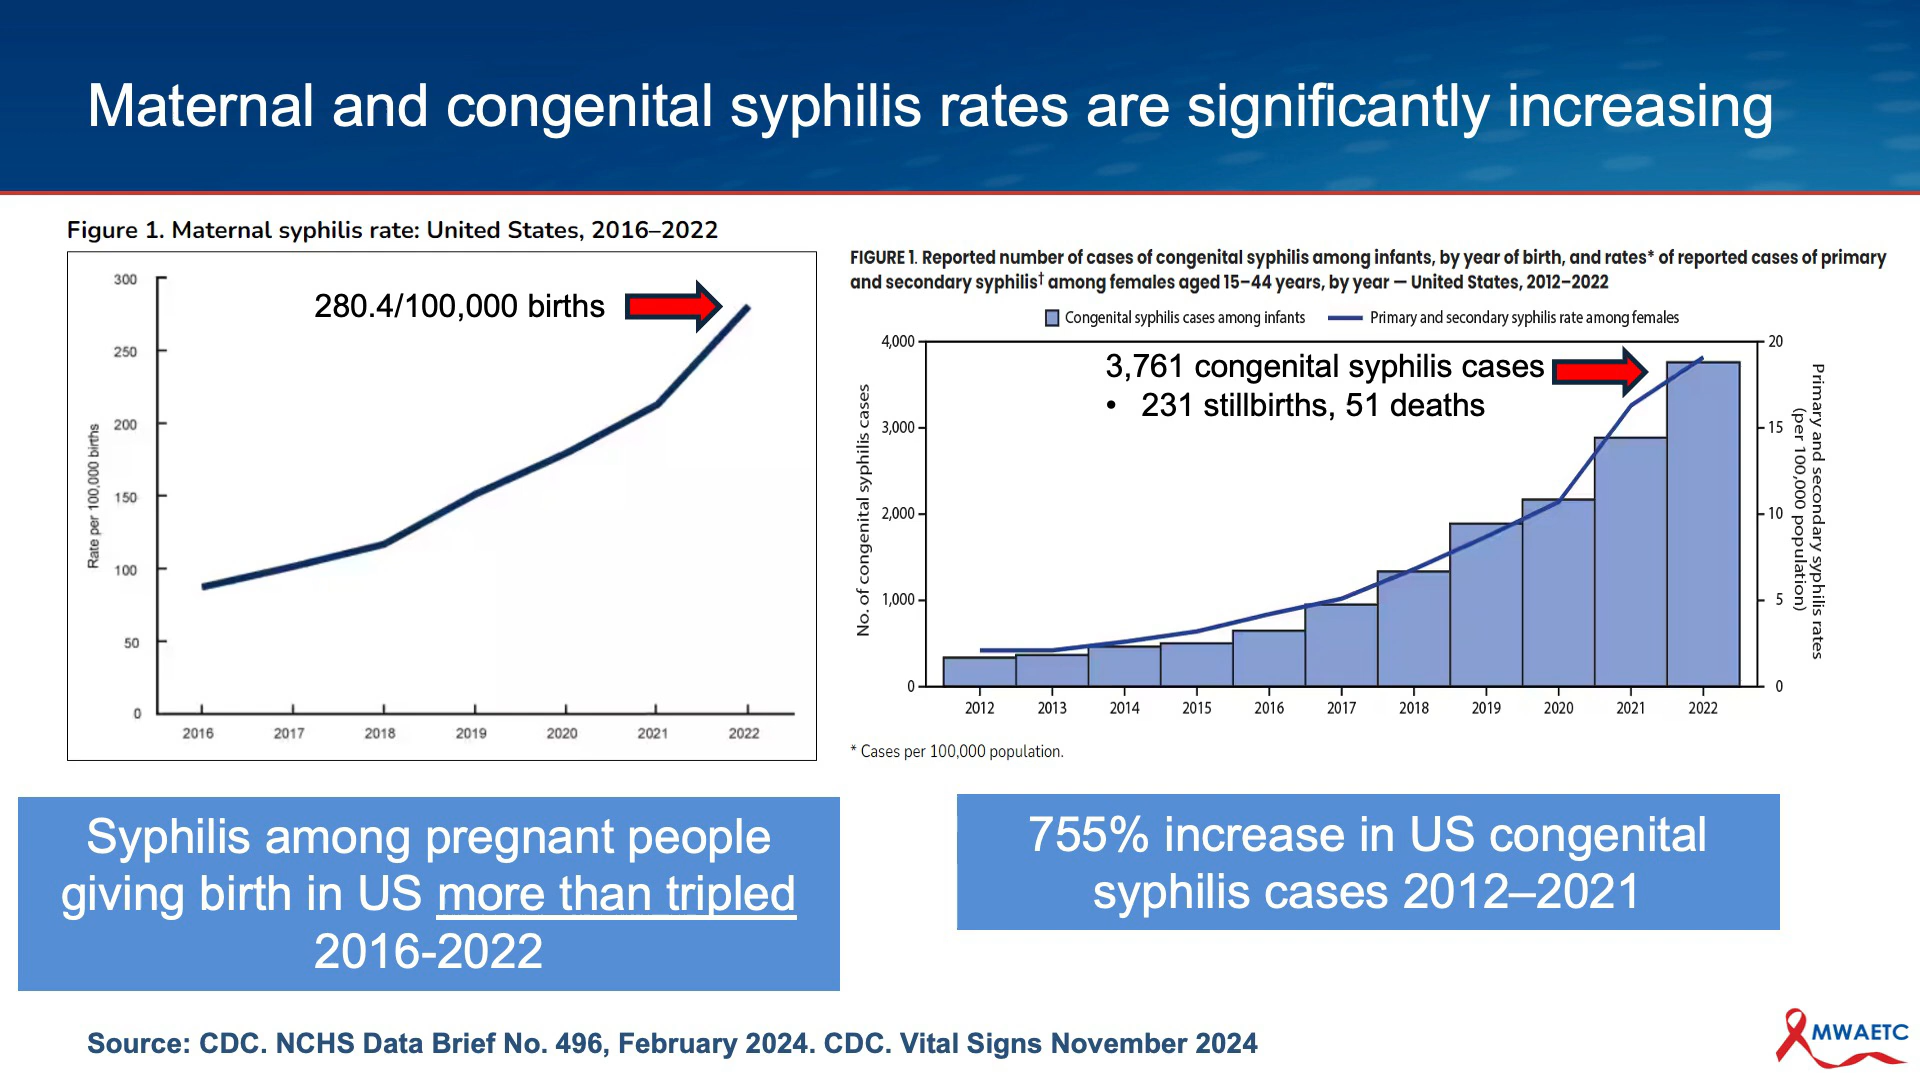 Maternal and congenital syphilis rates are significantly increasing
Figure 1. Maternal syphilis rate: United States, 2016–2022
300
250
200
150
100
50
0
Rate per 100,000 births
280.4/100,000 births
2016 2017 2018 2019 2020 2021 2022
FIGURE 1. Reported number of cases of congenital syphilis among infants, by year of birth, and rates* of reported cases of primary
and secondary syphilis† among females aged 15–44 years, by year — United States, 2012–2022
Congenital syphilis cases among infants Primary and secondary syphilis rate among females
4,000
3,000
2,000
1,000
0
No. of congenital syphilis cases
3,761 congenital syphilis cases
• 231 stillbirths, 51 deaths
20
15
10
5
0
Primary and secondary syphilis rates
(per 100,000 population)
2012 2013 2014 2015 2016 2017 2018 2019 2020 2021 2022
* Cases per 100,000 population.
Syphilis among pregnant people
giving birth in US more than tripled
2016-2022
755% increase in US congenital
syphilis cases 2012–2021
Source: CDC. NCHS Data Brief No. 496, February 2024. CDC. Vital Signs November 2024
MWAETC